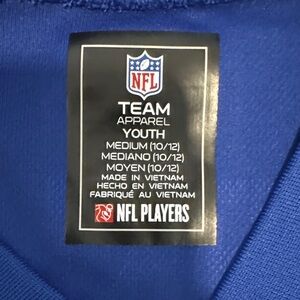 NFL
TEAM
APPAREL
YOUTH
MEDIUM (10/12)
MEDIANO (10/12)
MOYEN (10/12)
MADE IN VIETNAM
HECHO EN VIETNAM
FABRIQUÉ AU VIETNAM
NFL PLAYERS